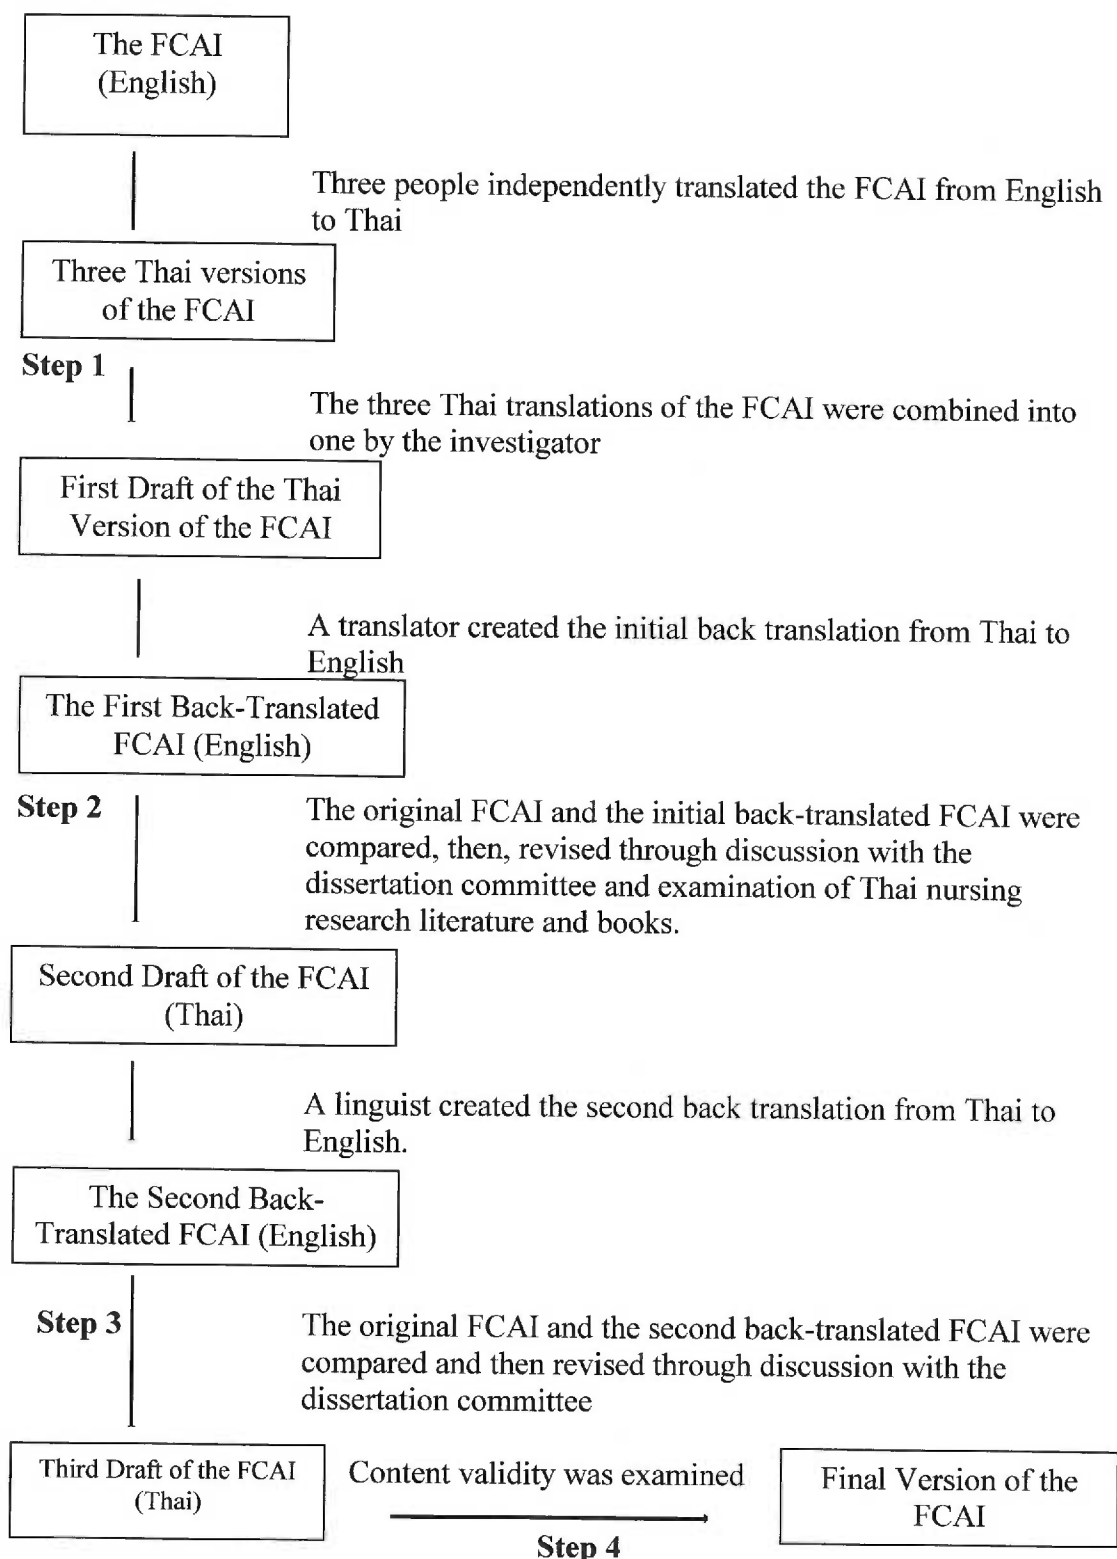 The FCAI
(English)
Three people independently translated the FCAI from English
to Thai
Three Thai versions
of the FCAI
Step 1
The three Thai translations of the FCAI were combined into
one by the investigator
First Draft of the Thai
Version of the FCAI
A translator created the initial back translation from Thai to
English
The First Back-Translated
FCAI (English)
Step 2
The original FCAI and the initial back-translated FCAI were
compared, then, revised through discussion with the
dissertation committee and examination of Thai nursing
research literature and books.
Second Draft of the FCAI
(Thai)
A linguist created the second back translation from Thai to
English.
The Second Back-
Translated FCAI (English)
Step 3
The original FCAI and the second back-translated FCAI were
compared and then revised through discussion with the
dissertation committee
Third Draft of the FCAI
(Thai)
Content validity was examined
Step 4
Final Version of the
FCAI